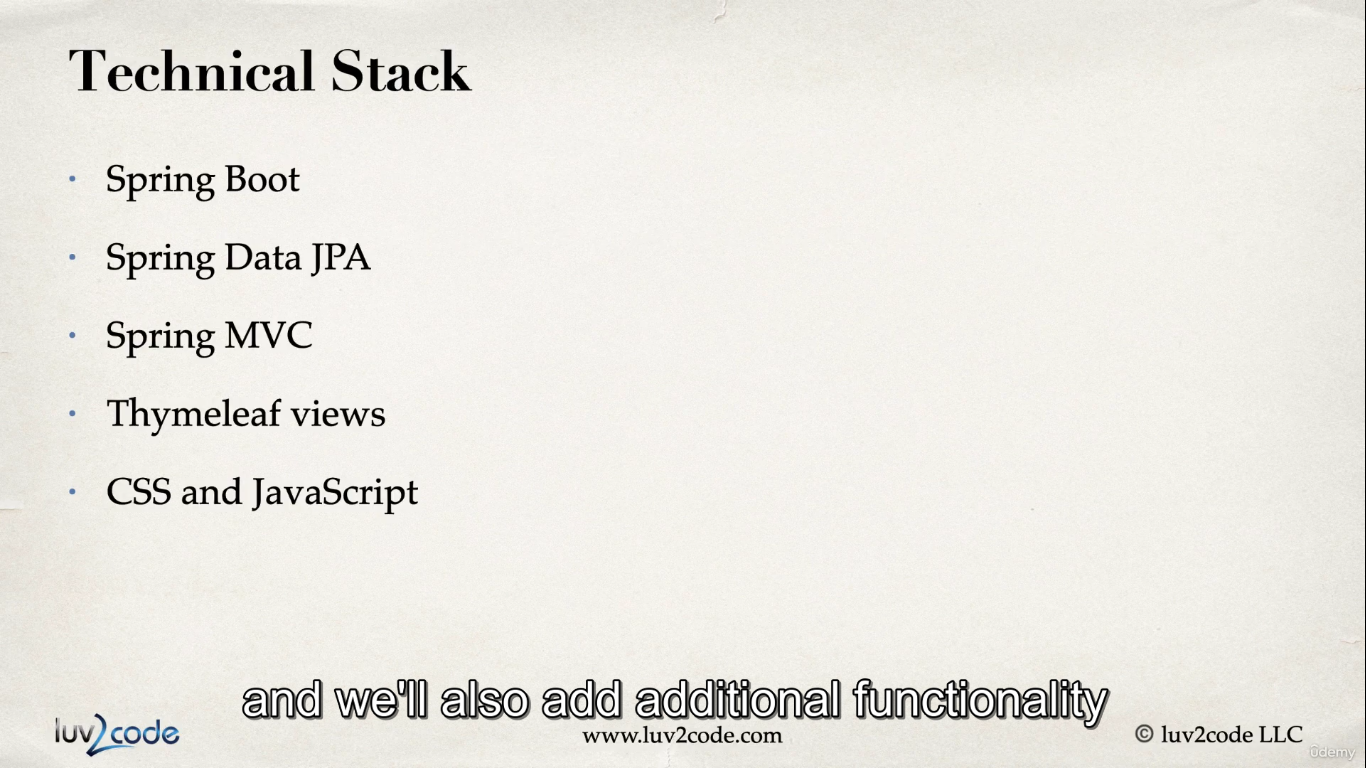 Technical Stack
• Spring Boot
• Spring Data JPA
• Spring MVC
• Thymeleaf views
• CSS and JavaScript
and we'll also add additional functionality
luv2code
www.luv2code.com
© luv2code LLC
ûdemy